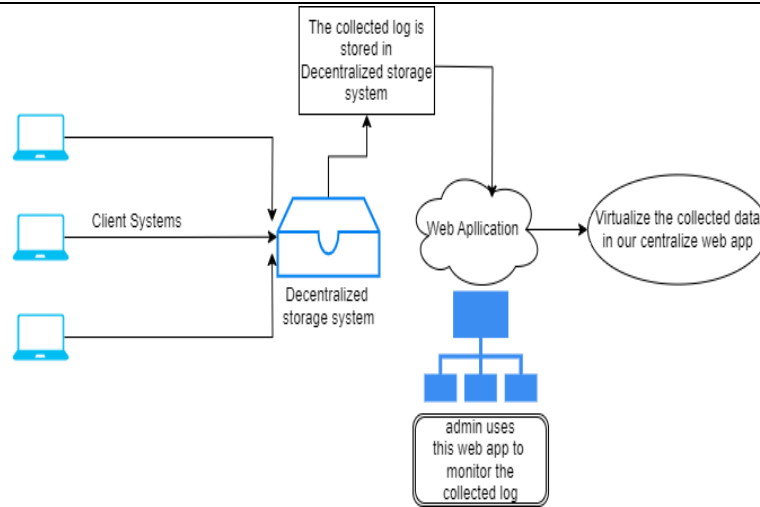 The collected log is
stored in
Decentralized storage
system
Client Systems
Web Apllication
Virtualize the collected data
in our centralize web app
Decentralized
storage system
admin uses
this web app to
monitor the
collected log